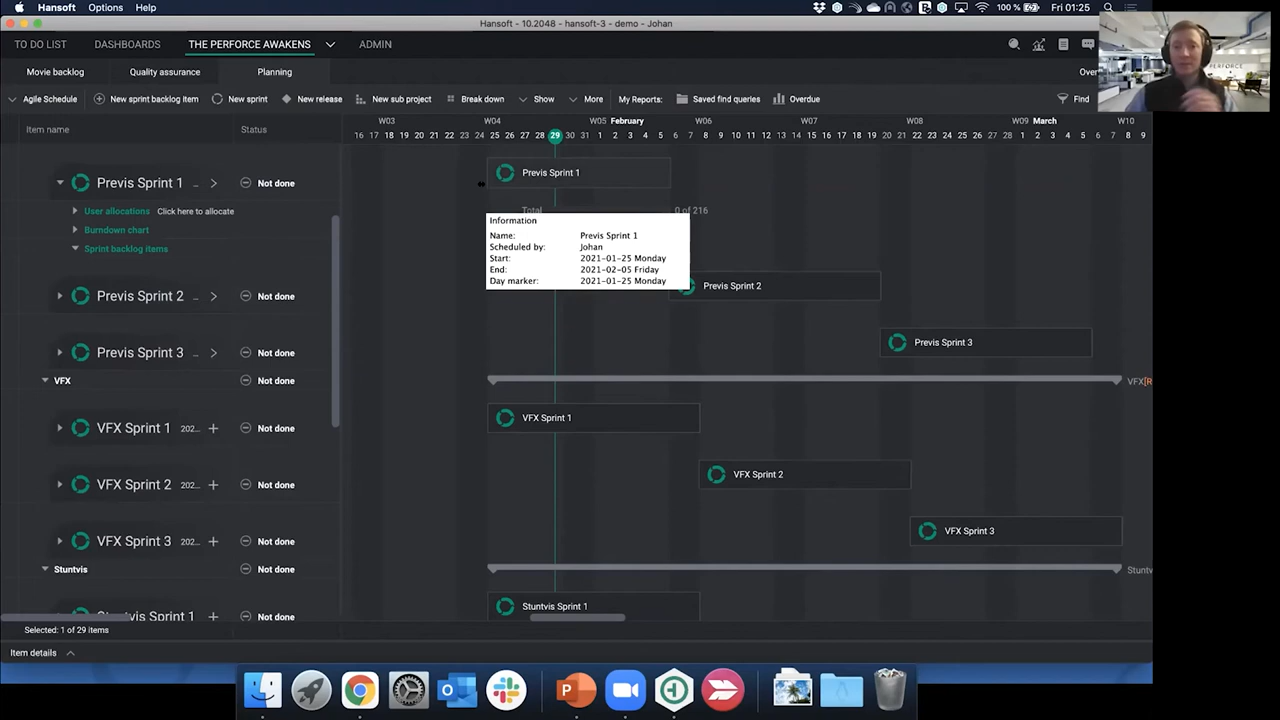 Hansoft Options Help
100 % Fri 01:25
Hansoft - 10.2048 - hansoft-3 - demo - Johan
TO DO LIST DASHBOARDS THE PERFORCE AWAKENS ADMIN
Movie backlog Quality assurance Planning Over
Agile Schedule New sprint backlog item New sprint New release New sub project Break down Show More My Reports: Saved find queries Overdue Find
Item name Status
W03 W04 W05 February W06 W07 W08 W09 March W10
16 17 18 19 20 21 22 23 24 25 26 27 28 29 30 31 1 2 3 4 5 6 7 8 9 10 11 12 13 14 15 16 17 18 19 20 21 22 23 24 25 26 27 28 1 2 3 4 5 6 7 8 9
Previs Sprint 1 ... Not done
Previs Sprint 1
User allocations Click here to allocate
Total 0 of 216
Burndown chart
Sprint backlog items
Information
Name: Previs Sprint 1
Scheduled by: Johan
Start: 2021-01-25 Monday
End: 2021-02-05 Friday
Day marker: 2021-01-25 Monday
Previs Sprint 2 ... Not done
Previs Sprint 2
Previs Sprint 3 ... Not done
Previs Sprint 3
VFX Not done
VFX[R
VFX Sprint 1 202... Not done
VFX Sprint 1
VFX Sprint 2 202... Not done
VFX Sprint 2
VFX Sprint 3 202... Not done
VFX Sprint 3
Stuntvis Not done
Stuntv
Stuntvis Sprint 1 202... Not done
Stuntvis Sprint 1
Selected: 1 of 29 items
Item details